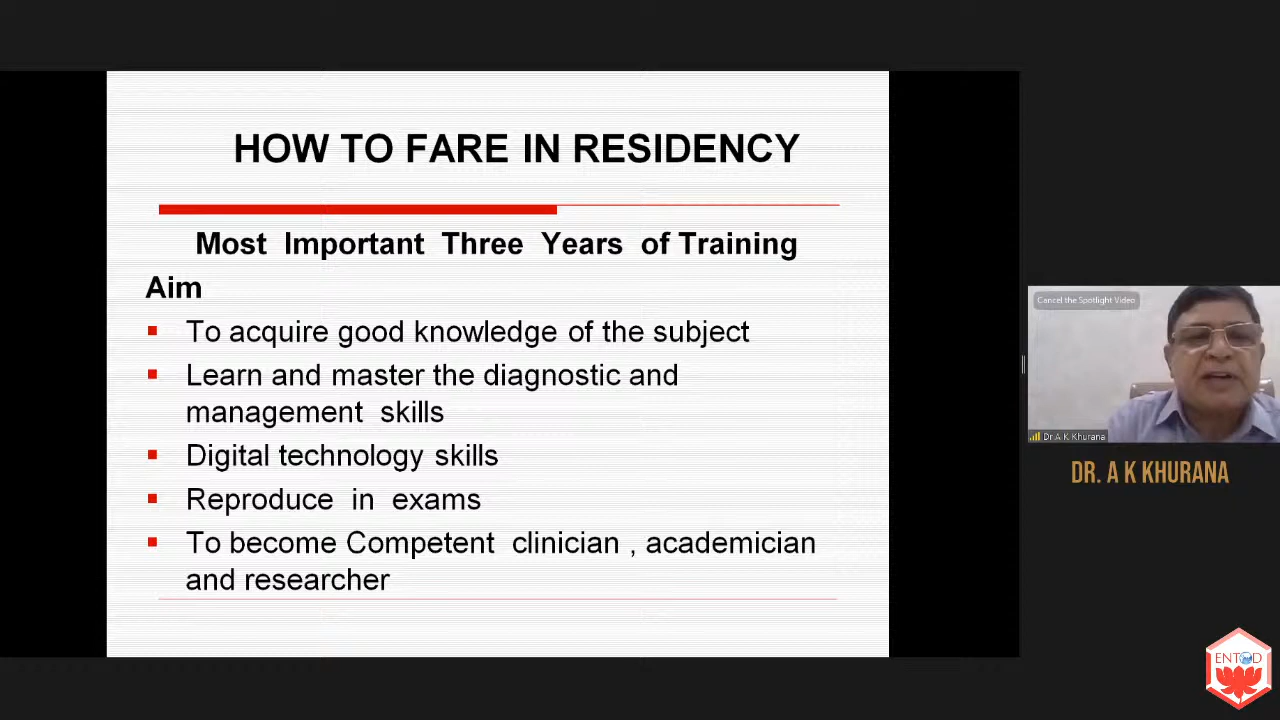 HOW TO FARE IN RESIDENCY
Most Important Three Years of Training
Aim
To acquire good knowledge of the subject
Learn and master the diagnostic and
management skills
Digital technology skills
Reproduce in exams
To become Competent clinician , academician
and researcher
Cancel the Spotlight Video
Dr.A K Khurana
DR. A K KHURANA
ENTOD